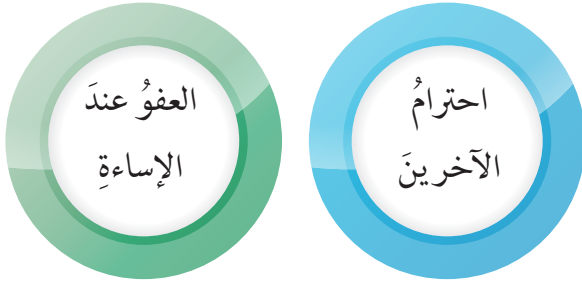 احترامُ
الآخرينَ
العفوُ عندَ
الإساءةِ